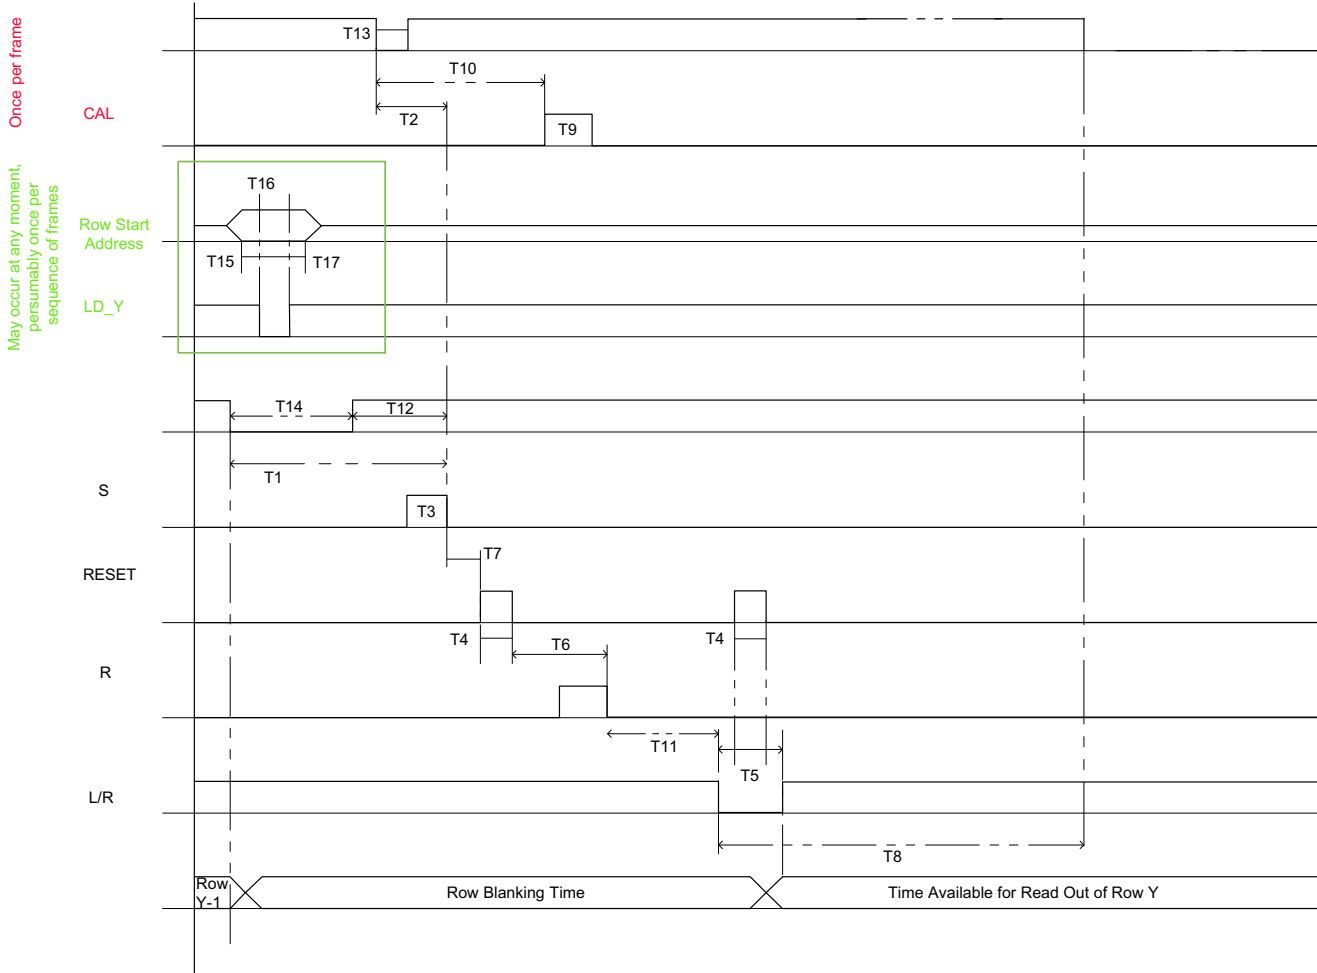 Once per frame
T13
T10
T2
CAL
T9
May occur at any moment,
persumably once per
sequence of frames
T16
Row Start
Address
T15
T17
LD_Y
T14
T12
T1
S
T3
T7
RESET
T4
T6
T4
R
T11
T5
L/R
T8
Row
Y-1
Row Blanking Time
Time Available for Read Out of Row Y